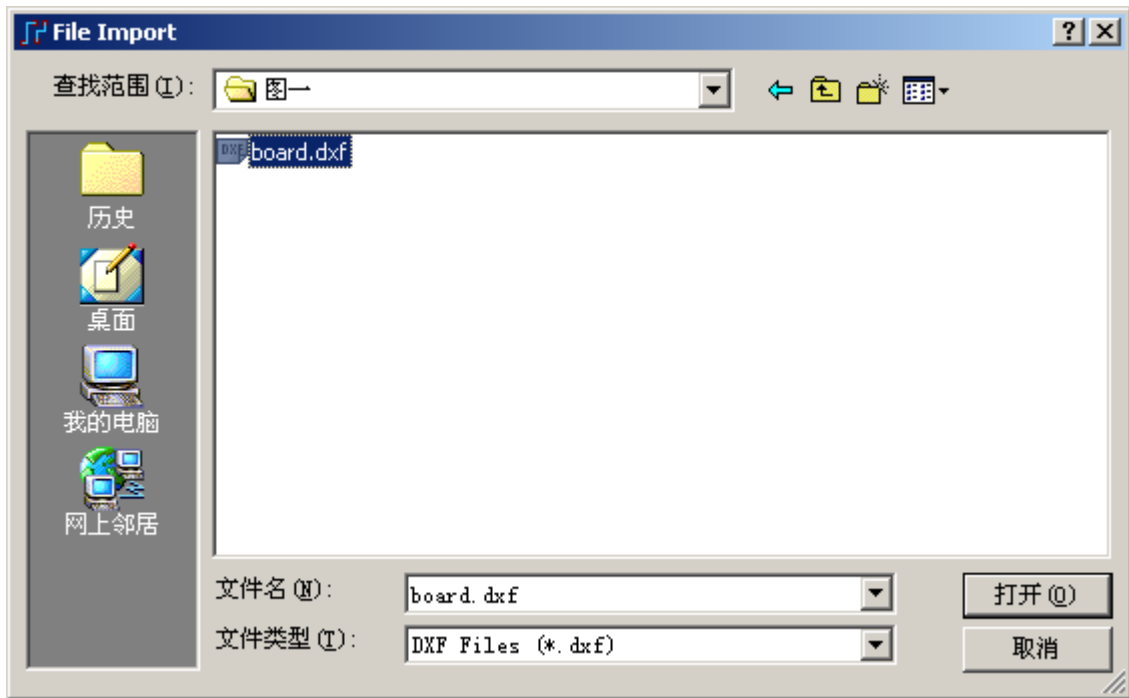 File Import
查找范围(I):
图一
DXF
board.dxf
历史
桌面
我的电脑
网上邻居
文件名(N):
board.dxf
打开(O)
文件类型(T):
DXF Files (*.dxf)
取消